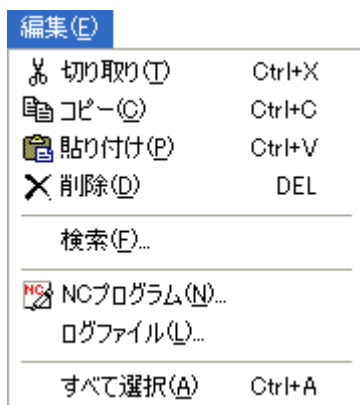 編集(E)
切り取り(T) Ctrl+X
コピー(C) Ctrl+C
貼り付け(P) Ctrl+V
削除(D) DEL
検索(F)...
NC NCプログラム(N)...
ログファイル(L)...
すべて選択(A) Ctrl+A